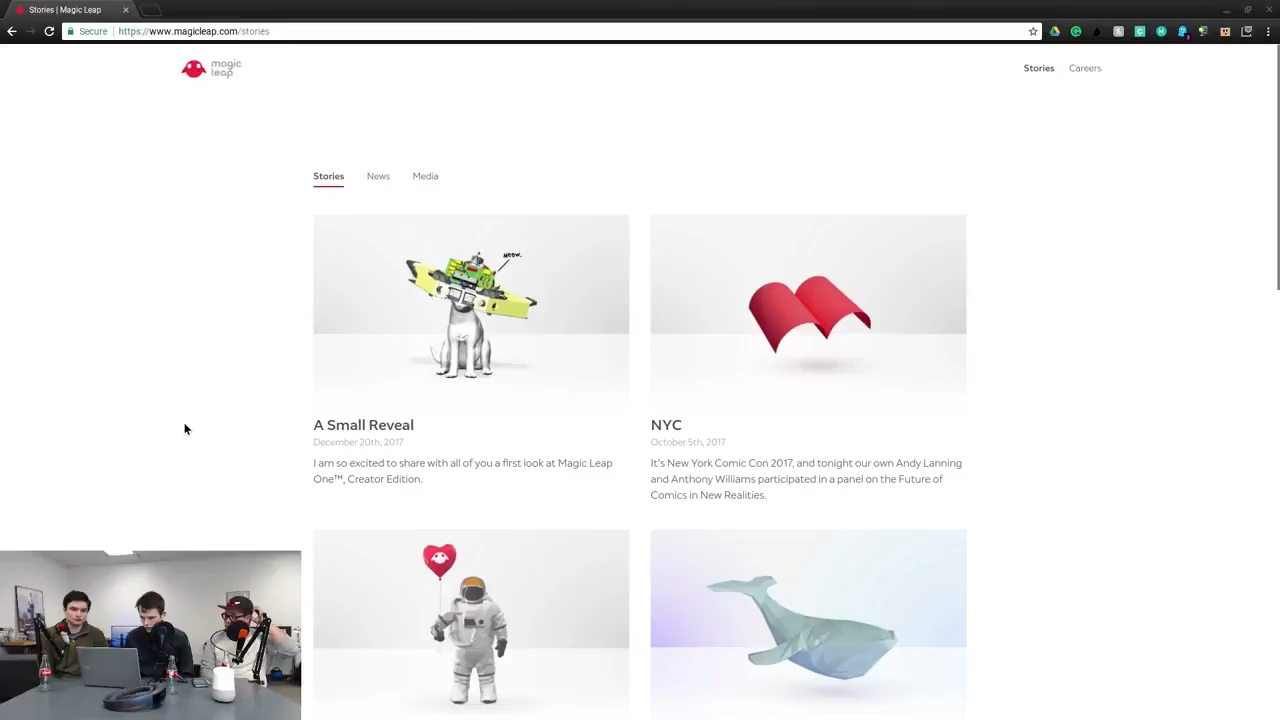 Stories | Magic Leap
Secure
https://www.magicleap.com/stories
magic
leap
Stories
Careers
Stories
News
Media
MEOW.
A Small Reveal
December 20th, 2017
I am so excited to share with all of you a first look at Magic Leap
One™, Creator Edition.
NYC
October 5th, 2017
It's New York Comic Con 2017, and tonight our own Andy Lanning
and Anthony Williams participated in a panel on the Future of
Comics in New Realities.